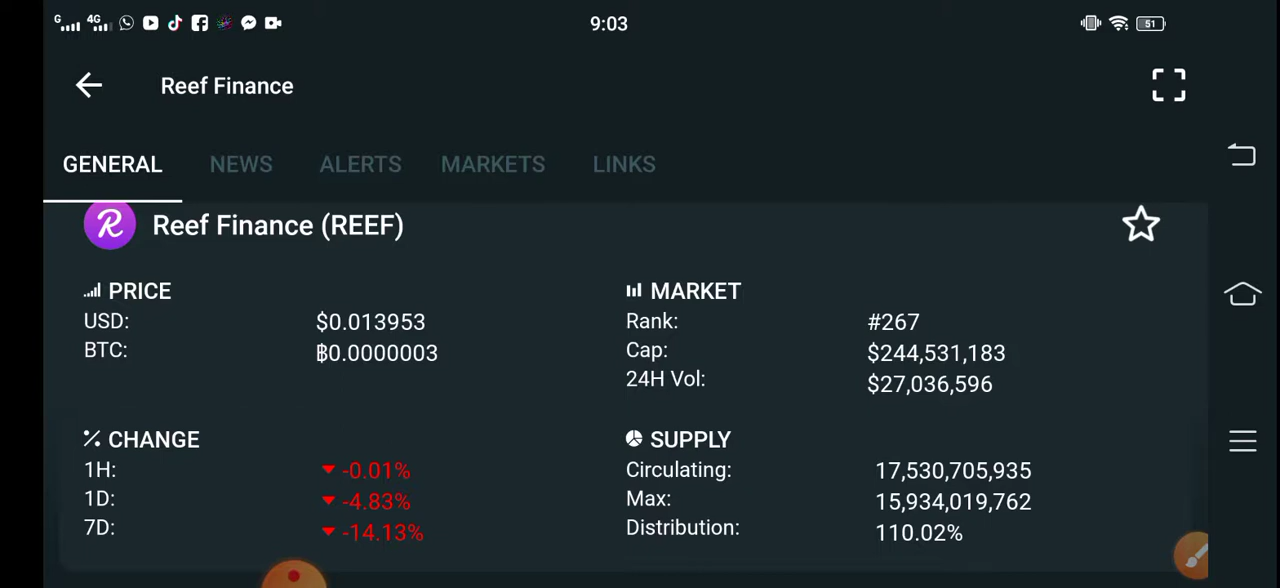 G 4G 9:03 51
Reef Finance
GENERAL NEWS ALERTS MARKETS LINKS
R Reef Finance (REEF)
PRICE
USD: $0.013953
BTC: ฿0.0000003
MARKET
Rank: #267
Cap: $244,531,183
24H Vol: $27,036,596
CHANGE
1H: -0.01%
1D: -4.83%
7D: -14.13%
SUPPLY
Circulating: 17,530,705,935
Max: 15,934,019,762
Distribution: 110.02%